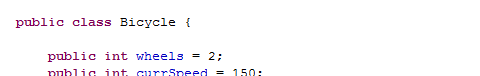 public class Bicycle {
public int wheels = 2;
public int currSpeed = 150;